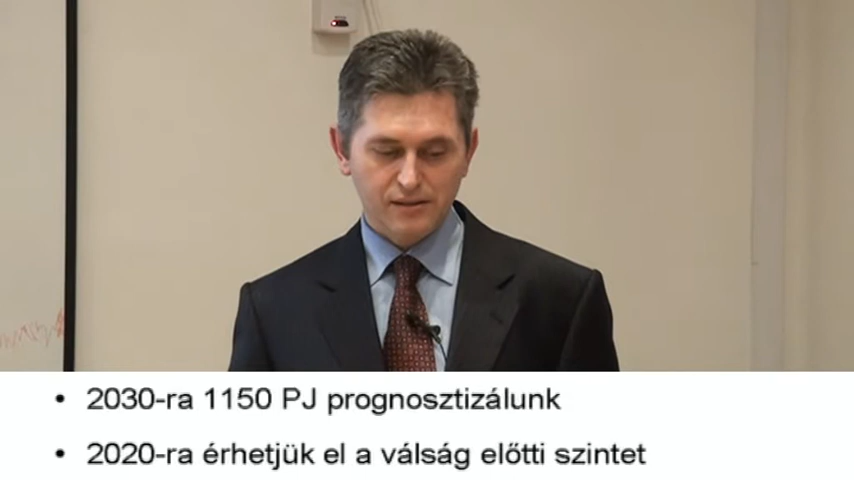 • 2030-ra 1150 PJ prognosztizálunk
• 2020-ra érhetjük el a válság előtti szintet